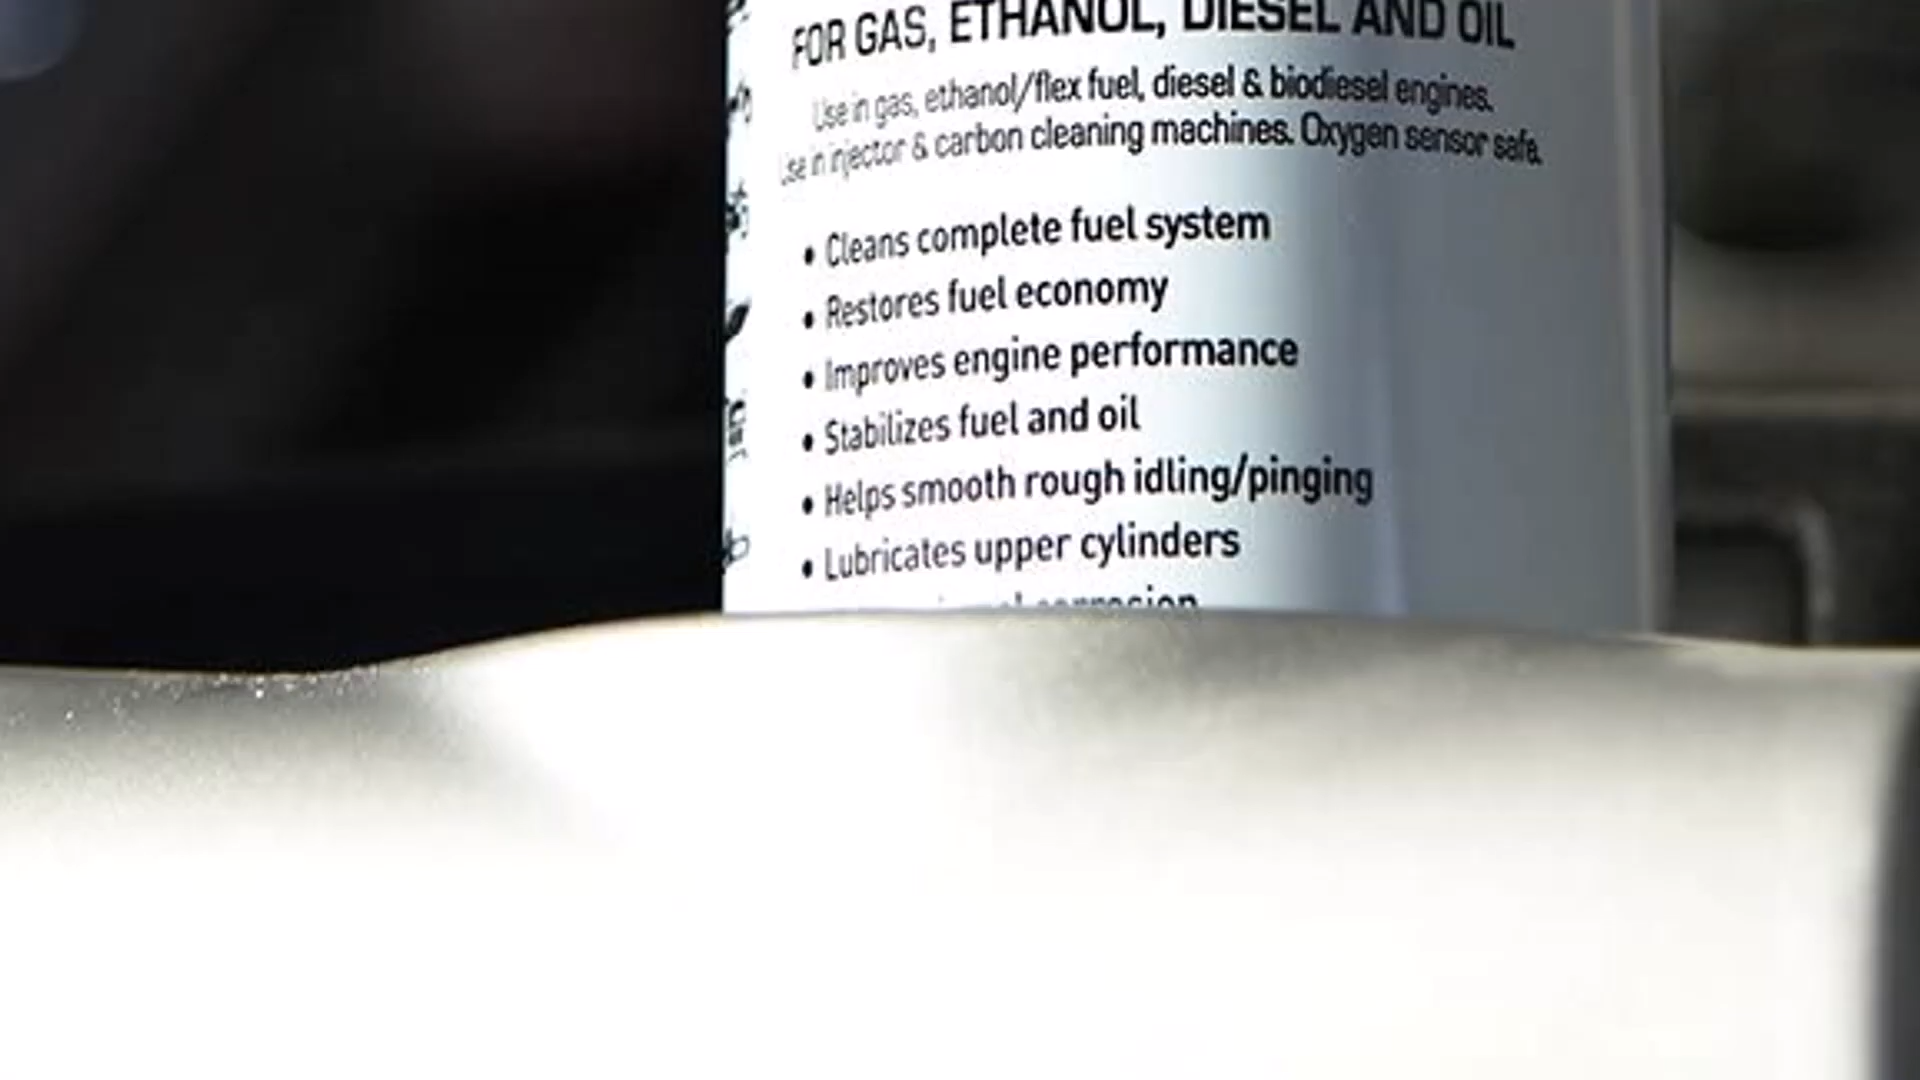 FOR GAS, ETHANOL, DIESEL AND OIL
Use in gas, ethanol/flex fuel, diesel & biodiesel engines.
Use in injector & carbon cleaning machines. Oxygen sensor safe.
• Cleans complete fuel system
• Restores fuel economy
• Improves engine performance
• Stabilizes fuel and oil
• Helps smooth rough idling/pinging
• Lubricates upper cylinders
corrosion